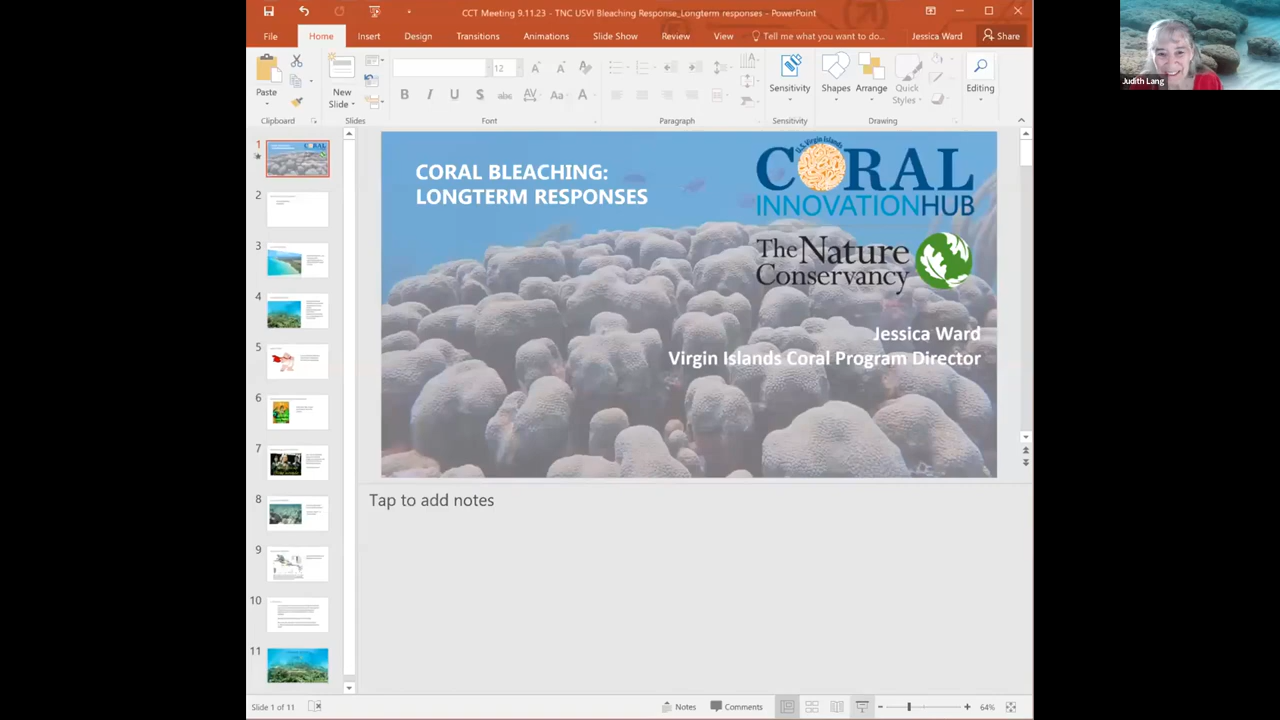 CCT Meeting 9.11.23 - TNC USVI Bleaching Response_Longterm responses - PowerPoint
File Home Insert Design Transitions Animations Slide Show Review View Tell me what you want to do... Jessica Ward Share
Judith Lang
12
Paste
New
Slide
B I U S abc AV Aa A
Sensitivity
Shapes
Arrange
Quick
Styles
Editing
Clipboard Slides Font Paragraph Sensitivity Drawing
1
2
3
4
5
6
7
8
9
10
11
CORAL BLEACHING:
LONGTERM RESPONSES
U.S. Virgin Islands
CORAL
INNOVATIONHUB
The Nature
Conservancy
Jessica Ward
Virgin Islands Coral Program Director
Tap to add notes
Slide 1 of 11 Notes Comments 64%